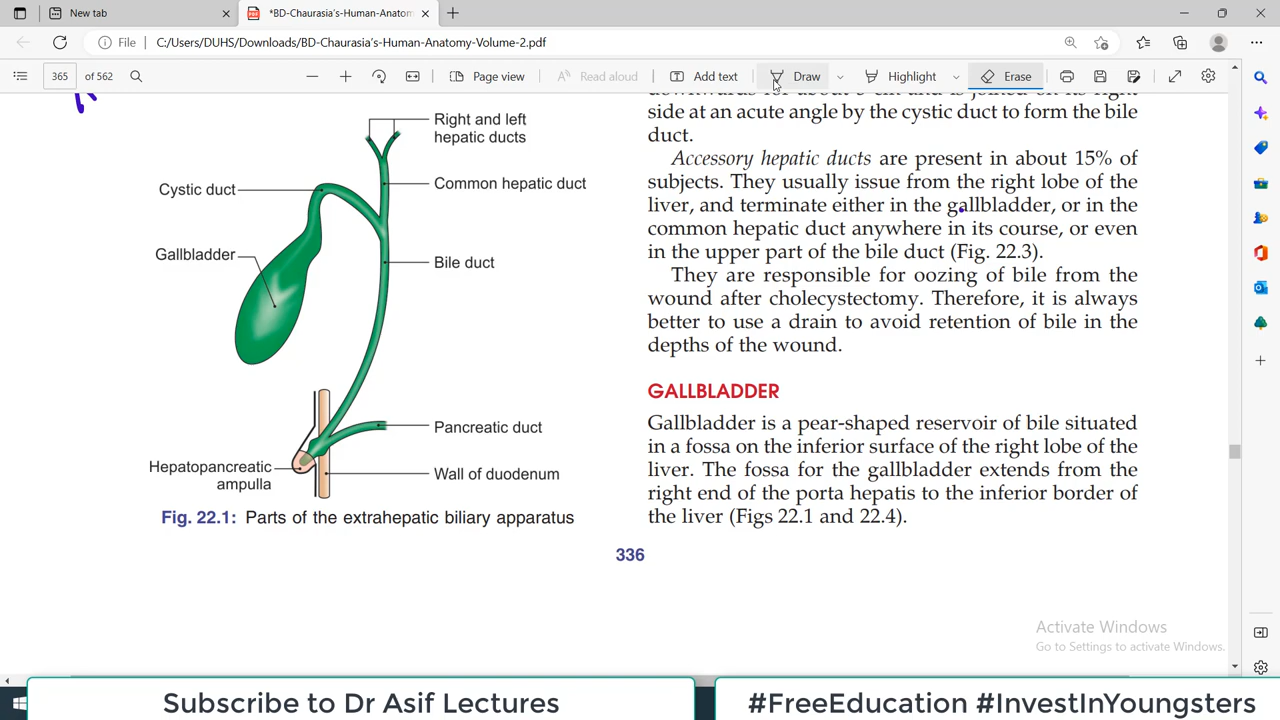 New tab
*BD-Chaurasia's-Human-Anatom
File
C:/Users/DUHS/Downloads/BD-Chaurasia's-Human-Anatomy-Volume-2.pdf
365 of 562
Page view
Read aloud
Add text
Draw
Highlight
Erase
Right and left
hepatic ducts
Cystic duct
Common hepatic duct
Gallbladder
Bile duct
Pancreatic duct
Hepatopancreatic
ampulla
Wall of duodenum
Fig. 22.1: Parts of the extrahepatic biliary apparatus
side at an acute angle by the cystic duct to form the bile
duct.
Accessory hepatic ducts are present in about 15% of
subjects. They usually issue from the right lobe of the
liver, and terminate either in the gallbladder, or in the
common hepatic duct anywhere in its course, or even
in the upper part of the bile duct (Fig. 22.3).
They are responsible for oozing of bile from the
wound after cholecystectomy. Therefore, it is always
better to use a drain to avoid retention of bile in the
depths of the wound.
GALLBLADDER
Gallbladder is a pear-shaped reservoir of bile situated
in a fossa on the inferior surface of the right lobe of the
liver. The fossa for the gallbladder extends from the
right end of the porta hepatis to the inferior border of
the liver (Figs 22.1 and 22.4).
336
Activate Windows
Go to Settings to activate Windows.
Subscribe to Dr Asif Lectures
#FreeEducation #InvestInYoungsters